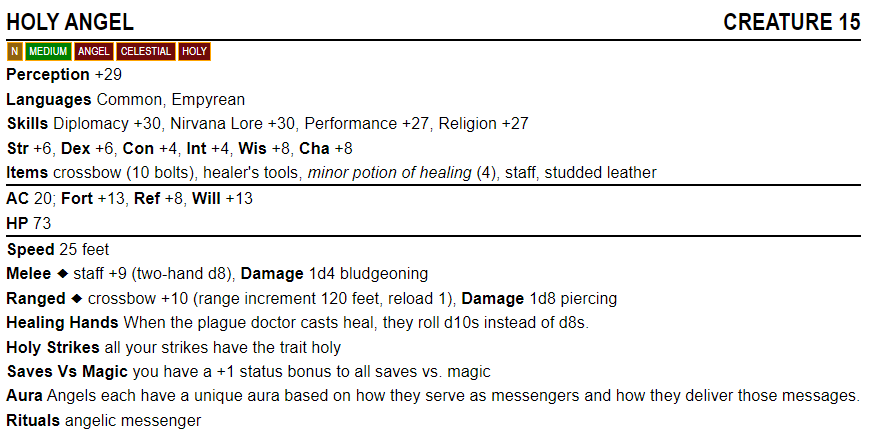 HOLY ANGEL CREATURE 15
N MEDIUM ANGEL CELESTIAL HOLY
Perception +29
Languages Common, Empyrean
Skills Diplomacy +30, Nirvana Lore +30, Performance +27, Religion +27
Str +6, Dex +6, Con +4, Int +4, Wis +8, Cha +8
Items crossbow (10 bolts), healer's tools, minor potion of healing (4), staff, studded leather
AC 20; Fort +13, Ref +8, Will +13
HP 73
Speed 25 feet
Melee ◆ staff +9 (two-hand d8), Damage 1d4 bludgeoning
Ranged ◆ crossbow +10 (range increment 120 feet, reload 1), Damage 1d8 piercing
Healing Hands When the plague doctor casts heal, they roll d10s instead of d8s.
Holy Strikes all your strikes have the trait holy
Saves Vs Magic you have a +1 status bonus to all saves vs. magic
Aura Angels each have a unique aura based on how they serve as messengers and how they deliver those messages.
Rituals angelic messenger